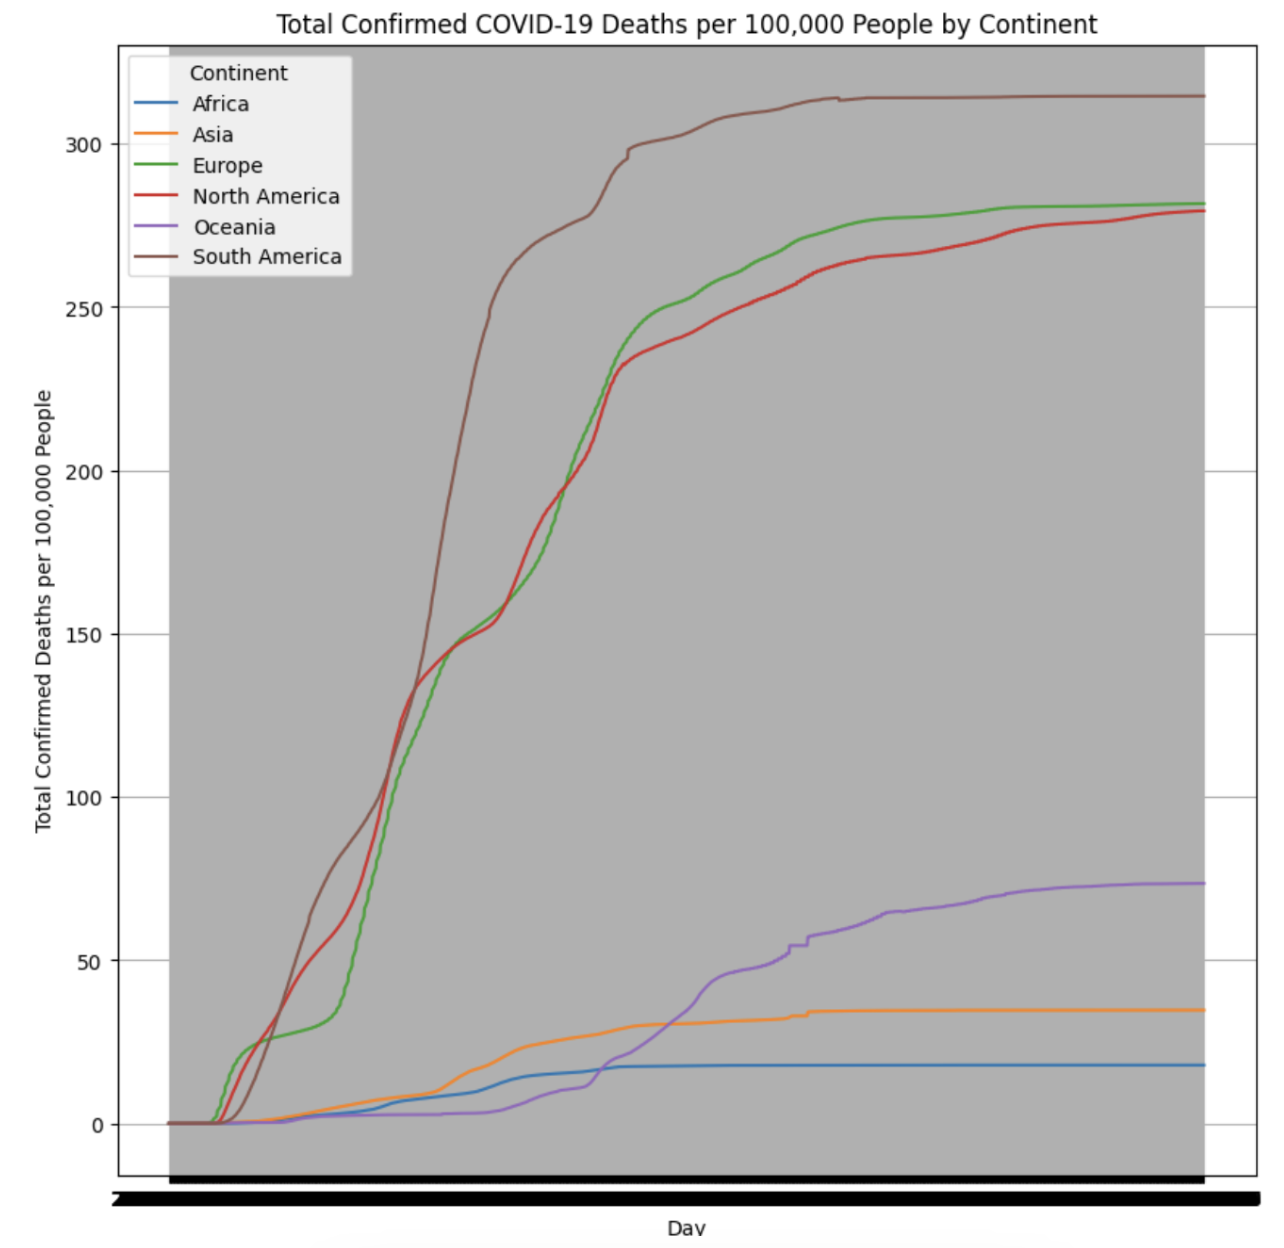 Total Confirmed COVID-19 Deaths per 100,000 People by Continent
Continent
Africa
Asia
Europe
North America
Oceania
South America
300
250
200
150
100
50
0
Total Confirmed Deaths per 100,000 People
Day